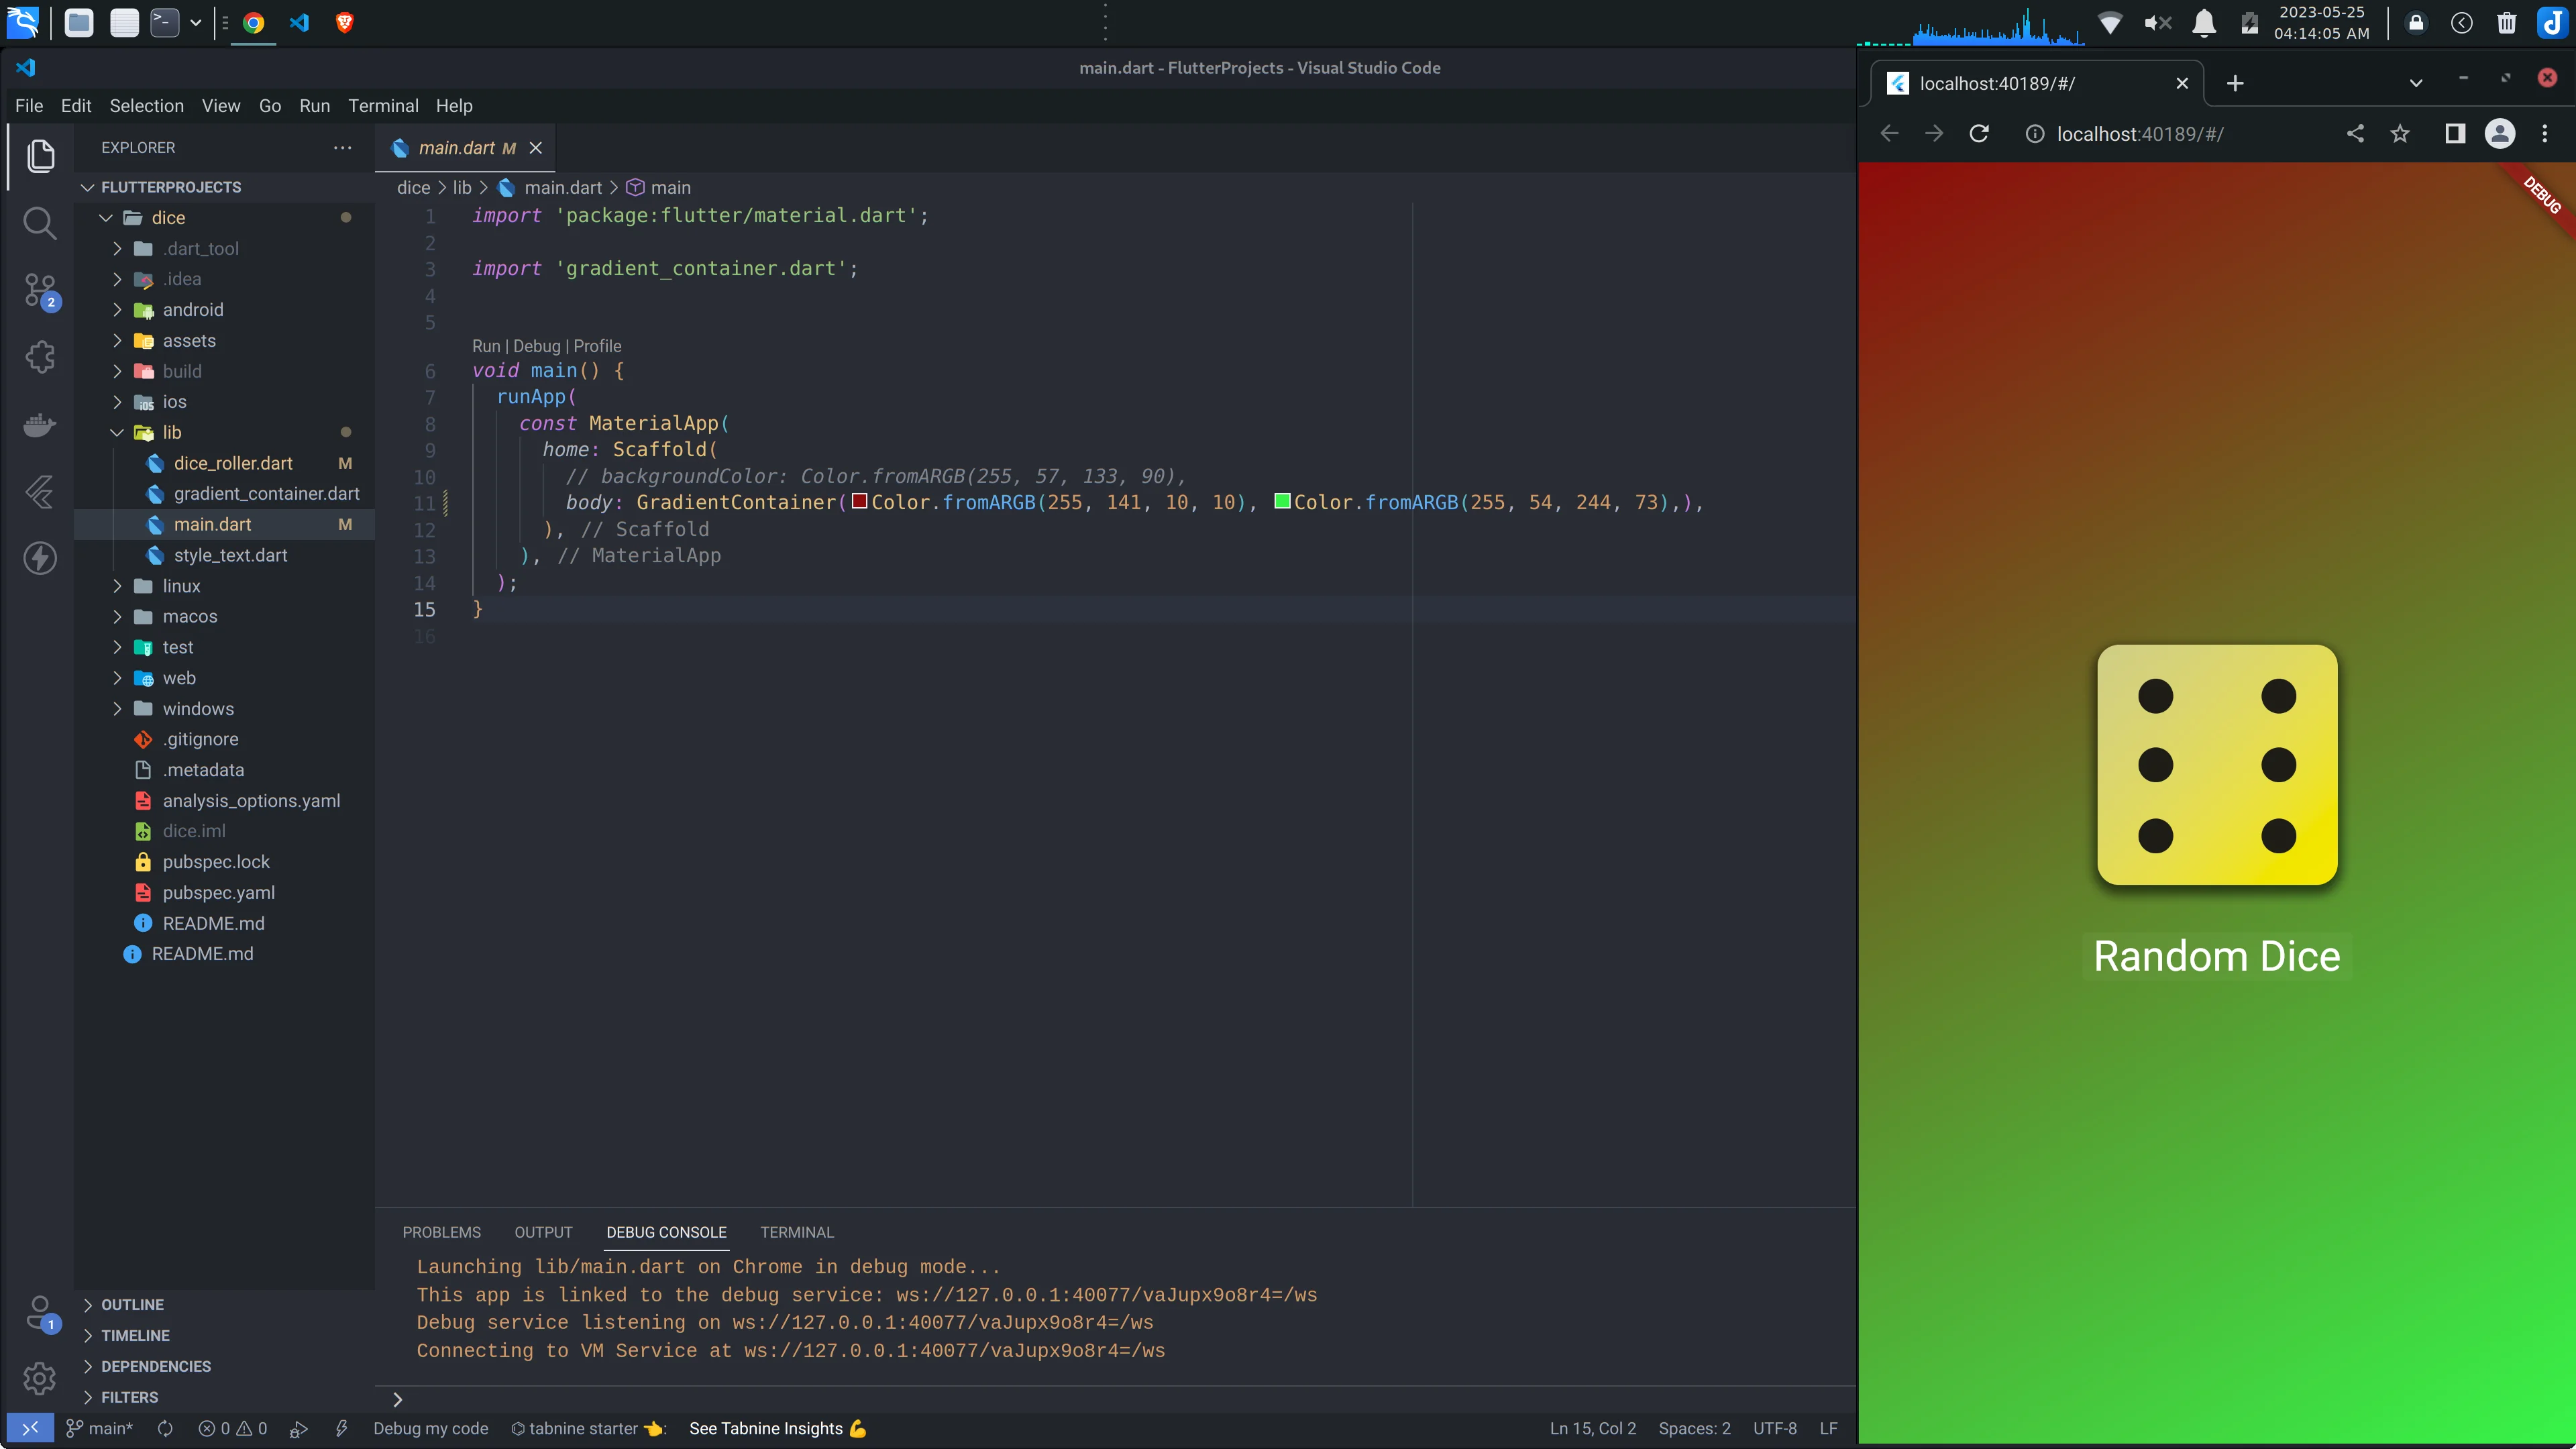 2023-05-25
04:14:05 AM
main.dart - FlutterProjects - Visual Studio Code
File Edit Selection View Go Run Terminal Help
EXPLORER
FLUTTERPROJECTS
dice
.dart_tool
.idea
android
assets
build
ios
lib
dice_roller.dart M
gradient_container.dart
main.dart M
style_text.dart
linux
macos
test
web
windows
.gitignore
.metadata
analysis_options.yaml
dice.iml
pubspec.lock
pubspec.yaml
README.md
README.md
OUTLINE
TIMELINE
DEPENDENCIES
FILTERS
2
1
main.dart M
dice > lib > main.dart > main
1 import 'package:flutter/material.dart';
2
3 import 'gradient_container.dart';
4
5
Run | Debug | Profile
6 void main() {
7 runApp(
8 const MaterialApp(
9 home: Scaffold(
10 // backgroundColor: Color.fromARGB(255, 57, 133, 90),
11 body: GradientContainer(Color.fromARGB(255, 141, 10, 10), Color.fromARGB(255, 54, 244, 73),),
12 ), // Scaffold
13 ), // MaterialApp
14 );
15 }
16
PROBLEMS OUTPUT DEBUG CONSOLE TERMINAL
Launching lib/main.dart on Chrome in debug mode...
This app is linked to the debug service: ws://127.0.0.1:40077/vaJupx9o8r4=/ws
Debug service listening on ws://127.0.0.1:40077/vaJupx9o8r4=/ws
Connecting to VM Service at ws://127.0.0.1:40077/vaJupx9o8r4=/ws
main* 0 0 Debug my code tabnine starter 👈: See Tabnine Insights 💪 Ln 15, Col 2 Spaces: 2 UTF-8 LF
localhost:40189/#/
localhost:40189/#/
DEBUG
Random Dice